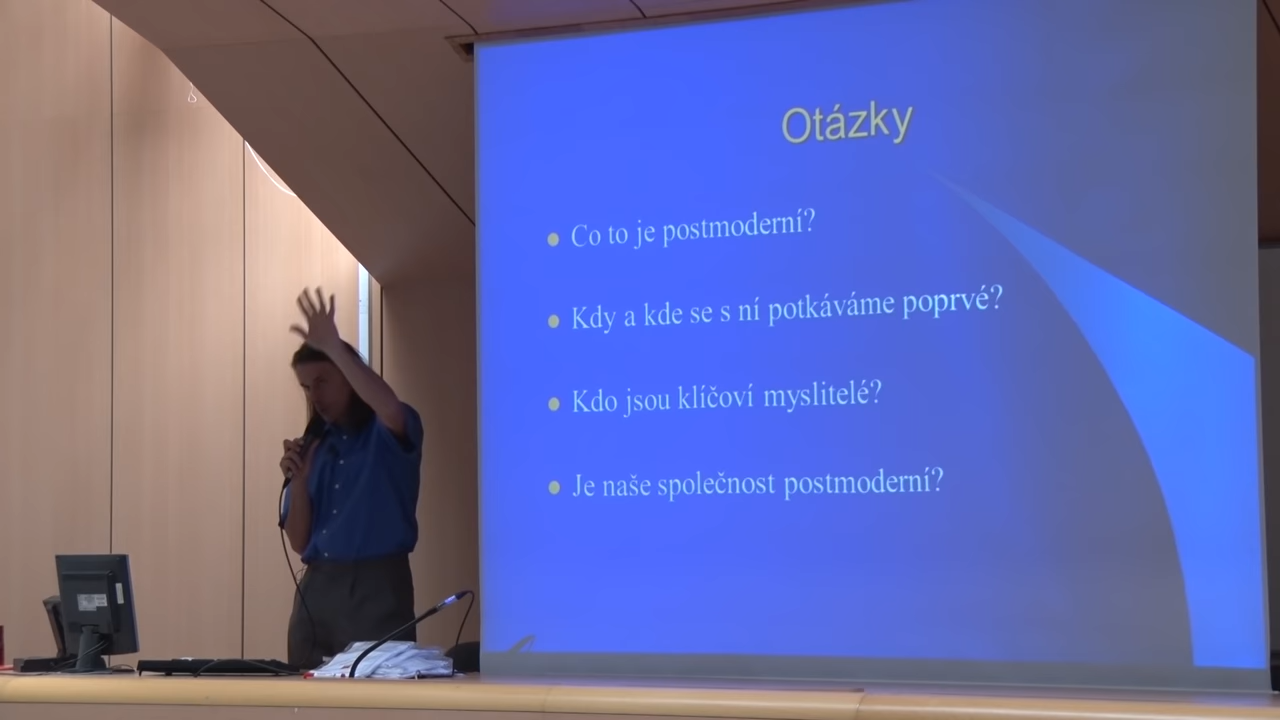 Otázky
Co to je postmoderní?
Kdy a kde se s ní potkáváme poprvé?
Kdo jsou klíčoví myslitelé?
Je naše společnost postmoderní?